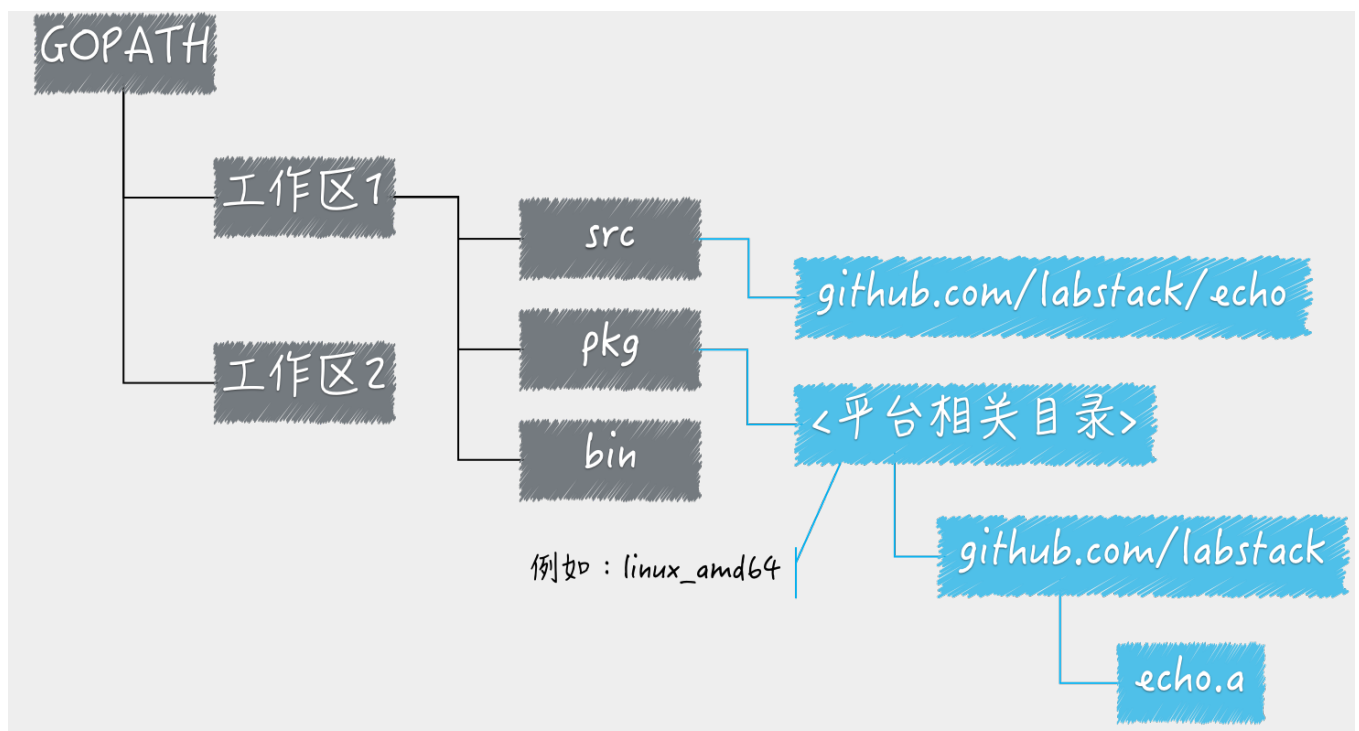 GOPATH
工作区1
src
github.com/labstack/echo
pkg
工作区2
<平台相关目录>
bin
github.com/labstack
例如：linux_amd64
echo.a